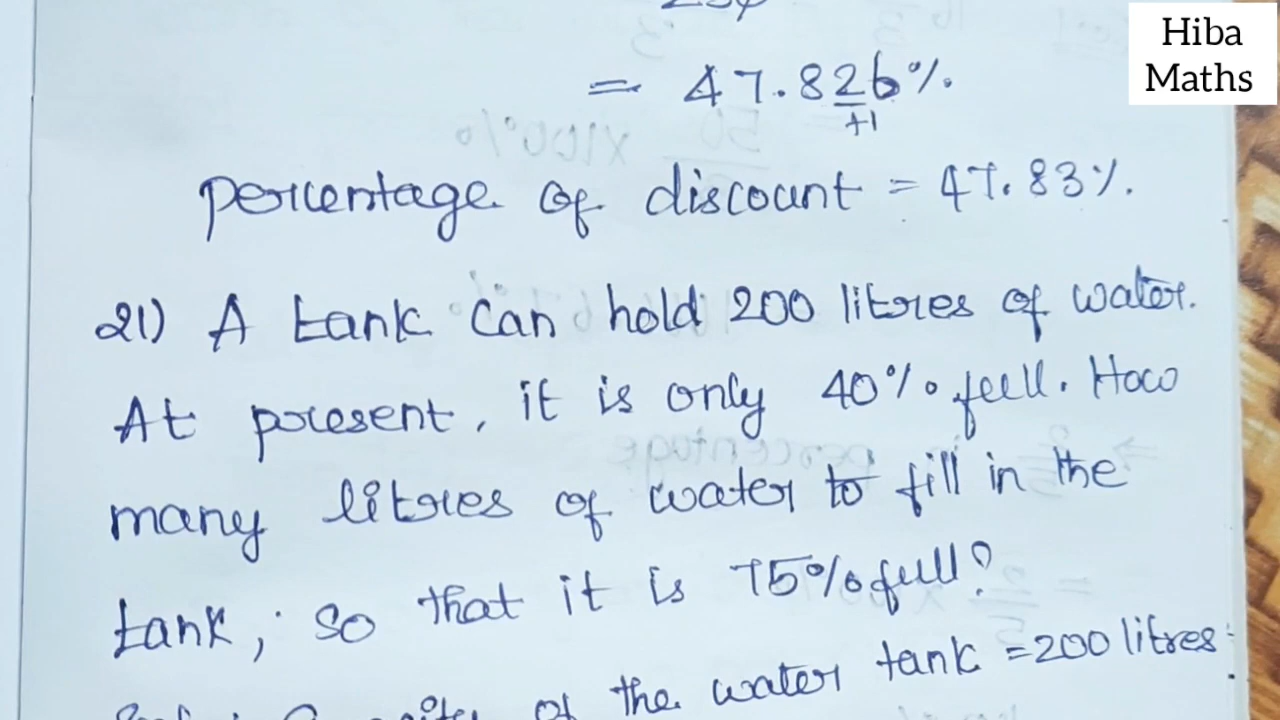 Hiba
Maths
= 47.826%.
+1
percentage of discount = 47.83%.
21) A tank can hold 200 litres of water.
At present, it is only 40% full. How
many litres of water to fill in the
tank, so that it is 75% full?
of the water tank = 200 litres